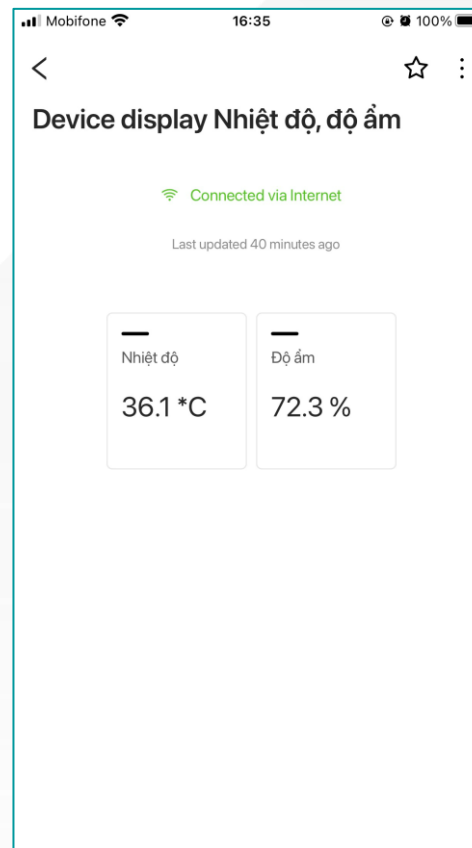 Mobifone 16:35 100%
Device display Nhiệt độ, độ ẩm
Connected via Internet
Last updated 40 minutes ago
Nhiệt độ
36.1 *C
Độ ẩm
72.3 %